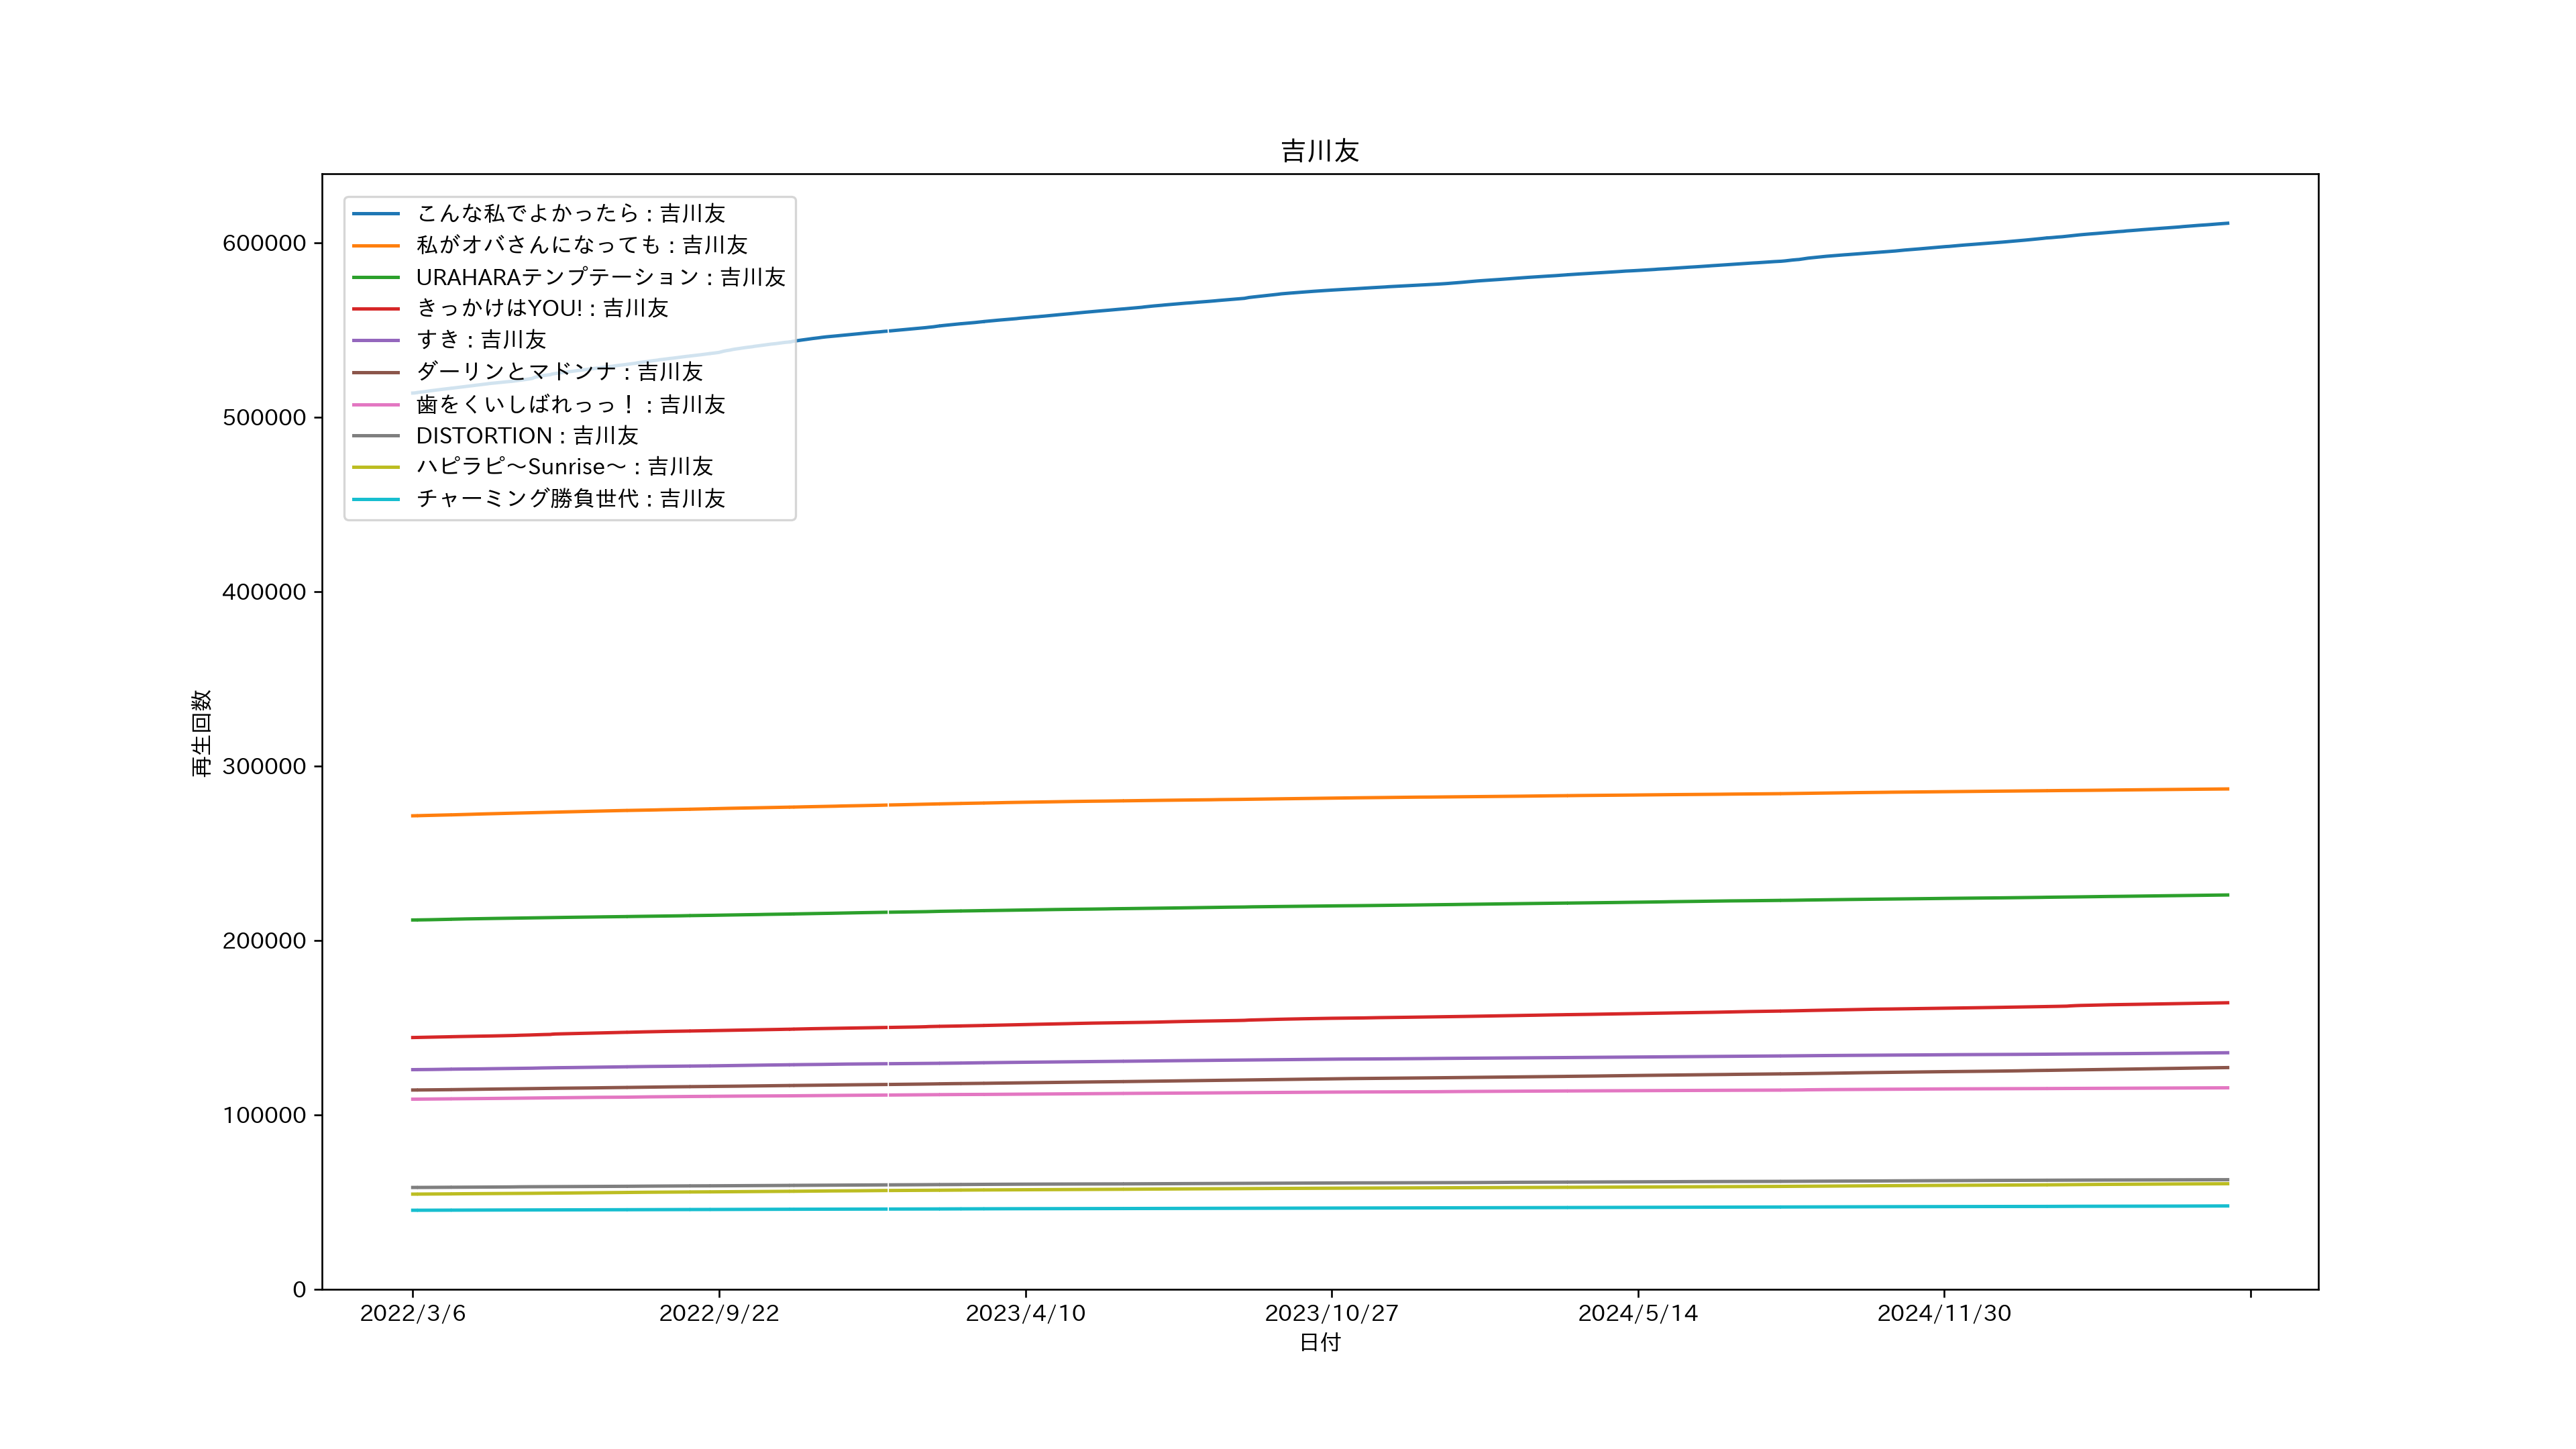 吉川友
こんな私でよかったら : 吉川友
私がオバさんになっても : 吉川友
URAHARAテンプテーション : 吉川友
きっかけはYOU! : 吉川友
すき : 吉川友
ダーリンとマドンナ : 吉川友
歯をくいしばれっっ！ : 吉川友
DISTORTION : 吉川友
ハピラピ～Sunrise～ : 吉川友
チャーミング勝負世代 : 吉川友
600000
500000
400000
300000
200000
100000
0
再生回数
2022/3/6
2022/9/22
2023/4/10
2023/10/27
2024/5/14
2024/11/30
日付